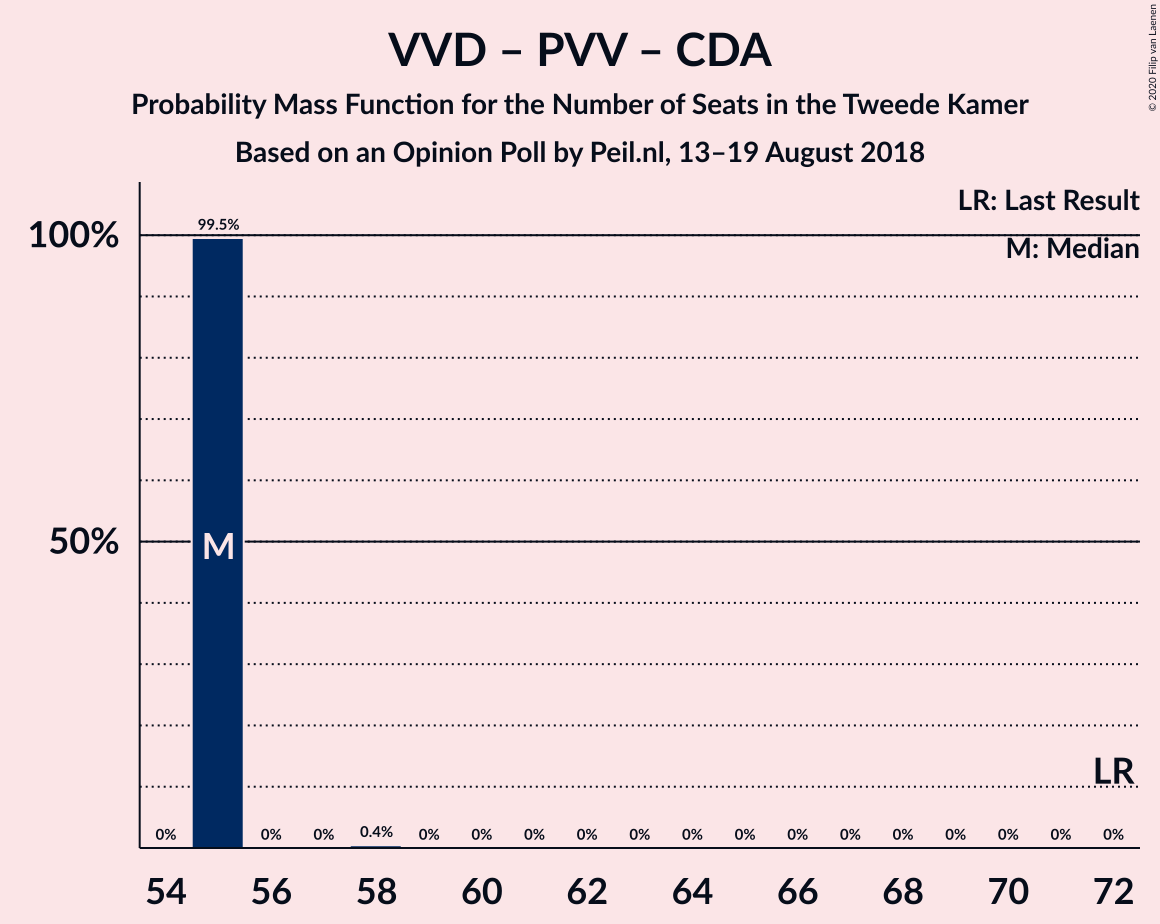 VVD – PVV – CDA
Probability Mass Function for the Number of Seats in the Tweede Kamer
Based on an Opinion Poll by Peil.nl, 13–19 August 2018
© 2020 Filip van Laenen
LR: Last Result
M: Median
100%
50%
99.5%
M
LR
0% 0% 0% 0.4% 0% 0% 0% 0% 0% 0% 0% 0% 0% 0% 0% 0% 0% 0%
54 56 58 60 62 64 66 68 70 72